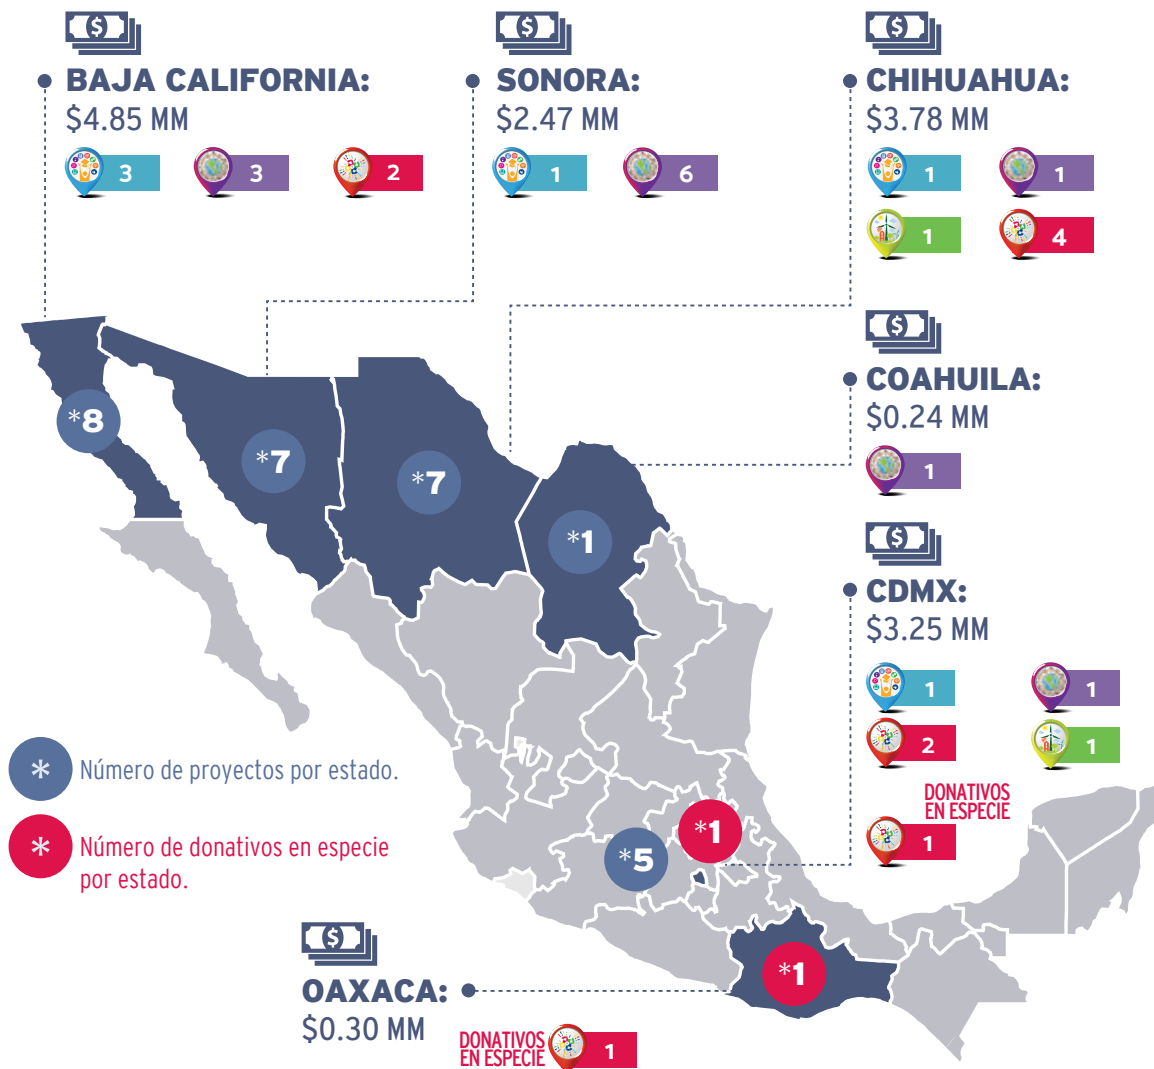 BAJA CALIFORNIA:
$4.85 MM
3
3
2
SONORA:
$2.47 MM
1
6
CHIHUAHUA:
$3.78 MM
1
1
1
4
COAHUILA:
$0.24 MM
1
CDMX:
$3.25 MM
1
1
2
1
DONATIVOS
EN ESPECIE
1
*8
*7
*7
*1
*5
*1
*1
* Número de proyectos por estado.
* Número de donativos en especie
por estado.
OAXACA:
$0.30 MM
DONATIVOS
EN ESPECIE
1